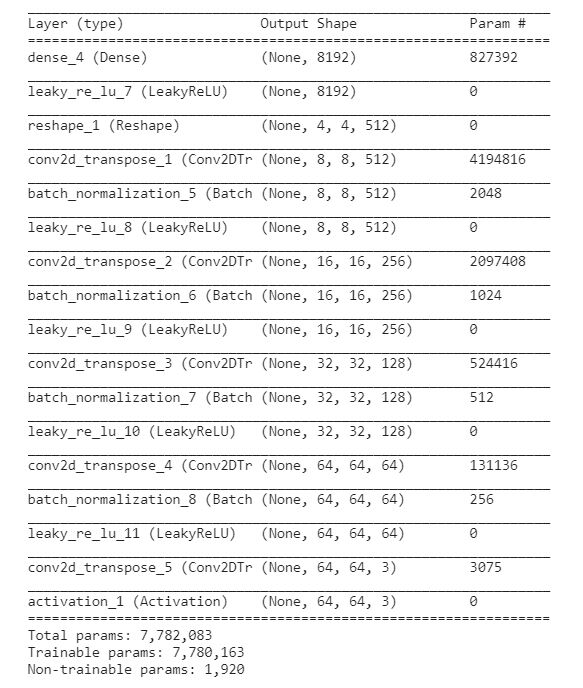 Layer (type) Output Shape Param #
dense_4 (Dense) (None, 8192) 827392
leaky_re_lu_7 (LeakyReLU) (None, 8192) 0
reshape_1 (Reshape) (None, 4, 4, 512) 0
conv2d_transpose_1 (Conv2DTr (None, 8, 8, 512) 4194816
batch_normalization_5 (Batch (None, 8, 8, 512) 2048
leaky_re_lu_8 (LeakyReLU) (None, 8, 8, 512) 0
conv2d_transpose_2 (Conv2DTr (None, 16, 16, 256) 2097408
batch_normalization_6 (Batch (None, 16, 16, 256) 1024
leaky_re_lu_9 (LeakyReLU) (None, 16, 16, 256) 0
conv2d_transpose_3 (Conv2DTr (None, 32, 32, 128) 524416
batch_normalization_7 (Batch (None, 32, 32, 128) 512
leaky_re_lu_10 (LeakyReLU) (None, 32, 32, 128) 0
conv2d_transpose_4 (Conv2DTr (None, 64, 64, 64) 131136
batch_normalization_8 (Batch (None, 64, 64, 64) 256
leaky_re_lu_11 (LeakyReLU) (None, 64, 64, 64) 0
conv2d_transpose_5 (Conv2DTr (None, 64, 64, 3) 3075
activation_1 (Activation) (None, 64, 64, 3) 0
Total params: 7,782,083
Trainable params: 7,780,163
Non-trainable params: 1,920